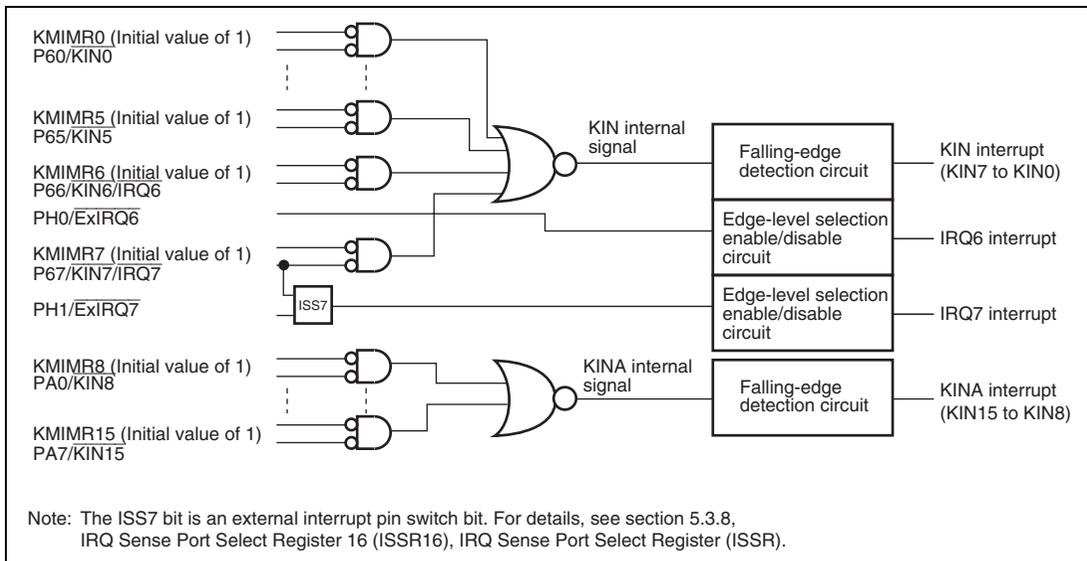 KMIMR0 (Initial value of 1)
P60/KIN0
KMIMR5 (Initial value of 1)
P65/KIN5
KMIMR6 (Initial value of 1)
P66/KIN6/IRQ6
PH0/ExIRQ6
KMIMR7 (Initial value of 1)
P67/KIN7/IRQ7
PH1/ExIRQ7
ISS7
KMIMR8 (Initial value of 1)
PA0/KIN8
KMIMR15 (Initial value of 1)
PA7/KIN15
KIN internal
signal
KINA internal
signal
Falling-edge
detection circuit
Edge-level selection
enable/disable
circuit
Edge-level selection
enable/disable
circuit
Falling-edge
detection circuit
KIN interrupt
(KIN7 to KIN0)
IRQ6 interrupt
IRQ7 interrupt
KINA interrupt
(KIN15 to KIN8)
Note: The ISS7 bit is an external interrupt pin switch bit. For details, see section 5.3.8,
IRQ Sense Port Select Register 16 (ISSR16), IRQ Sense Port Select Register (ISSR).